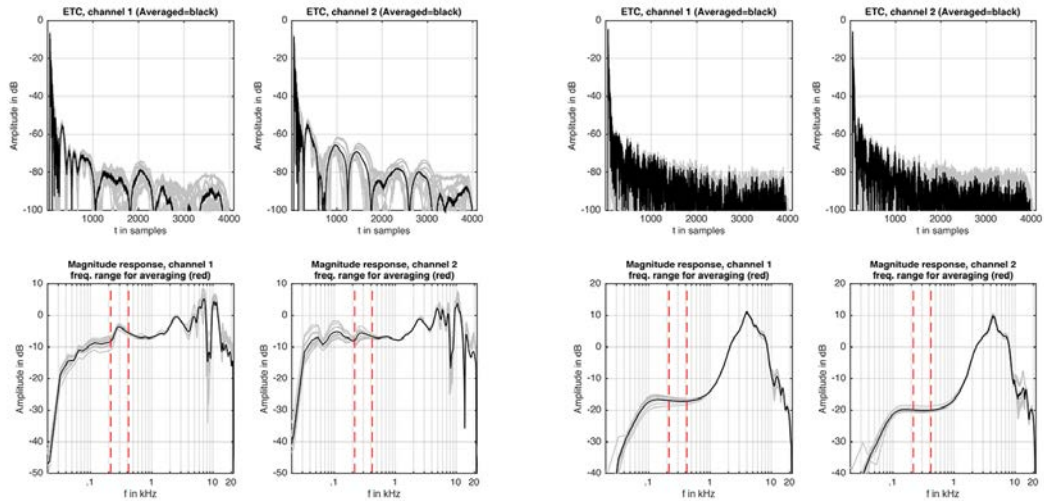 ETC, channel 1 (Averaged=black)
Amplitude in dB
0
-20
-40
-60
-80
-100
1000 2000 3000 4000
t in samples
ETC, channel 2 (Averaged=black)
Amplitude in dB
0
-20
-40
-60
-80
-100
1000 2000 3000 4000
t in samples
ETC, channel 1 (Averaged=black)
Amplitude in dB
0
-20
-40
-60
-80
-100
1000 2000 3000 4000
t in samples
ETC, channel 2 (Averaged=black)
Amplitude in dB
0
-20
-40
-60
-80
-100
1000 2000 3000 4000
t in samples
Magnitude response, channel 1
freq. range for averaging (red)
Amplitude in dB
10
0
-10
-20
-30
-40
-50
.1 1 10 20
f in kHz
Magnitude response, channel 2
freq. range for averaging (red)
Amplitude in dB
10
0
-10
-20
-30
-40
-50
.1 1 10 20
f in kHz
Magnitude response, channel 1
freq. range for averaging (red)
Amplitude in dB
20
10
0
-10
-20
-30
-40
.1 1 10 20
f in kHz
Magnitude response, channel 2
freq. range for averaging (red)
Amplitude in dB
20
10
0
-10
-20
-30
-40
.1 1 10 20
f in kHz